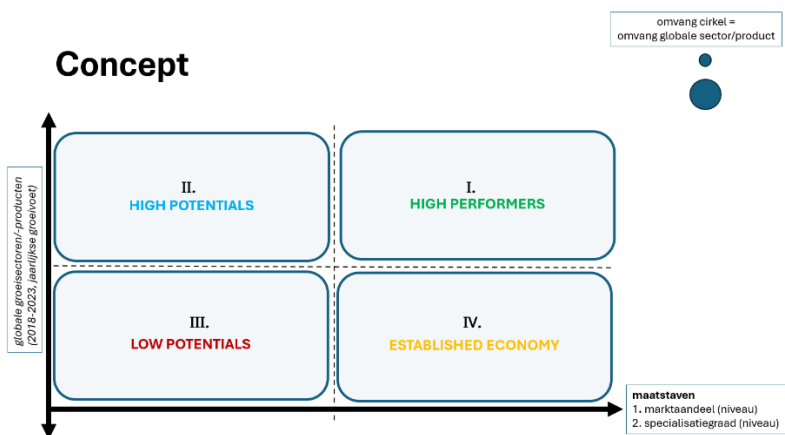 omvang cirkel =
omvang globale sector/product
Concept
globale groeisectoren/-producten
(2018-2023, jaarlijkse groeivoet)
II.
HIGH POTENTIALS
I.
HIGH PERFORMERS
III.
LOW POTENTIALS
IV.
ESTABLISHED ECONOMY
maatstaven
1. marktaandeel (niveau)
2. specialisatiegraad (niveau)